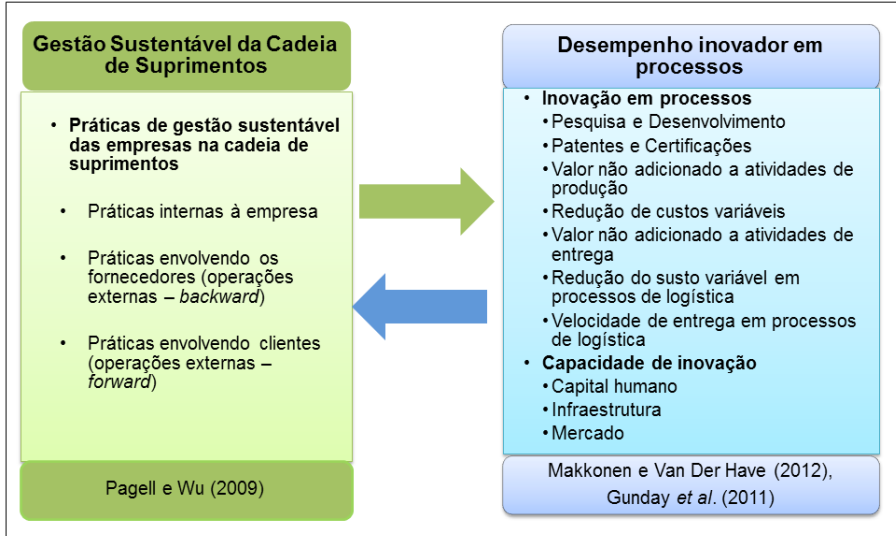 Gestão Sustentável da Cadeia
de Suprimentos
• Práticas de gestão sustentável
das empresas na cadeia de
suprimentos
• Práticas internas à empresa
• Práticas envolvendo os
fornecedores (operações
externas – backward)
• Práticas envolvendo clientes
(operações externas –
forward)
Pagell e Wu (2009)
Desempenho inovador em
processos
• Inovação em processos
• Pesquisa e Desenvolvimento
• Patentes e Certificações
• Valor não adicionado a atividades de
produção
• Redução de custos variáveis
• Valor não adicionado a atividades de
entrega
• Redução do susto variável em
processos de logística
• Velocidade de entrega em processos
de logística
• Capacidade de inovação
• Capital humano
• Infraestrutura
• Mercado
Makkonen e Van Der Have (2012),
Gunday et al. (2011)